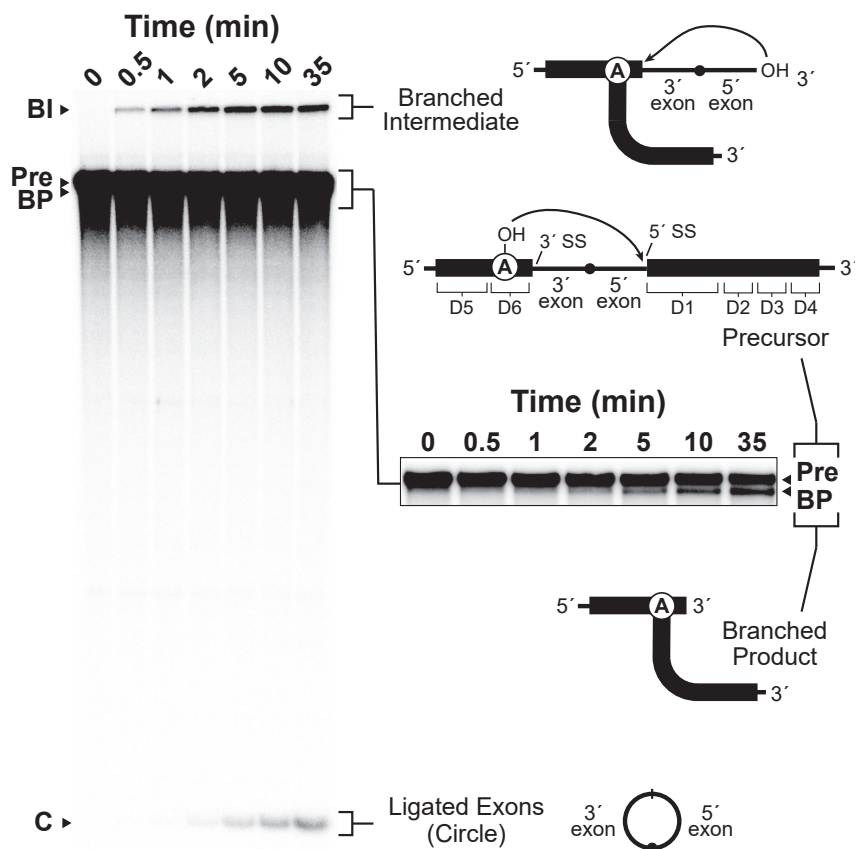 Time (min)
0 0.5 1 2 5 10 35
BI
Branched
Intermediate
5´ A OH 3´
3´ 5´
exon exon
3´
Pre
BP
OH
3´ SS 5´ SS
5´ A 3´
3´ 5´
exon exon
D5 D6 D1 D2 D3 D4
Precursor
Time (min)
0 0.5 1 2 5 10 35
Pre
BP
5´ A 3´
Branched
Product
3´
C
Ligated Exons
(Circle)
3´
exon
5´
exon